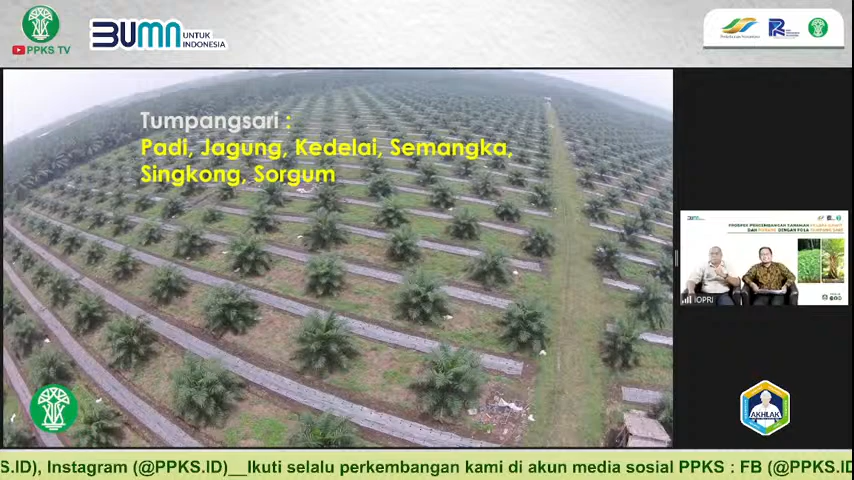 PPKS TV
BUMN
UNTUK
INDONESIA
Tumpangsari :
Padi, Jagung, Kedelai, Semangka,
Singkong, Sorgum
IOPRI
AKHLAK
S.ID), Instagram (@PPKS.ID)__Ikuti selalu perkembangan kami di akun media sosial PPKS : FB (@PPKS.ID